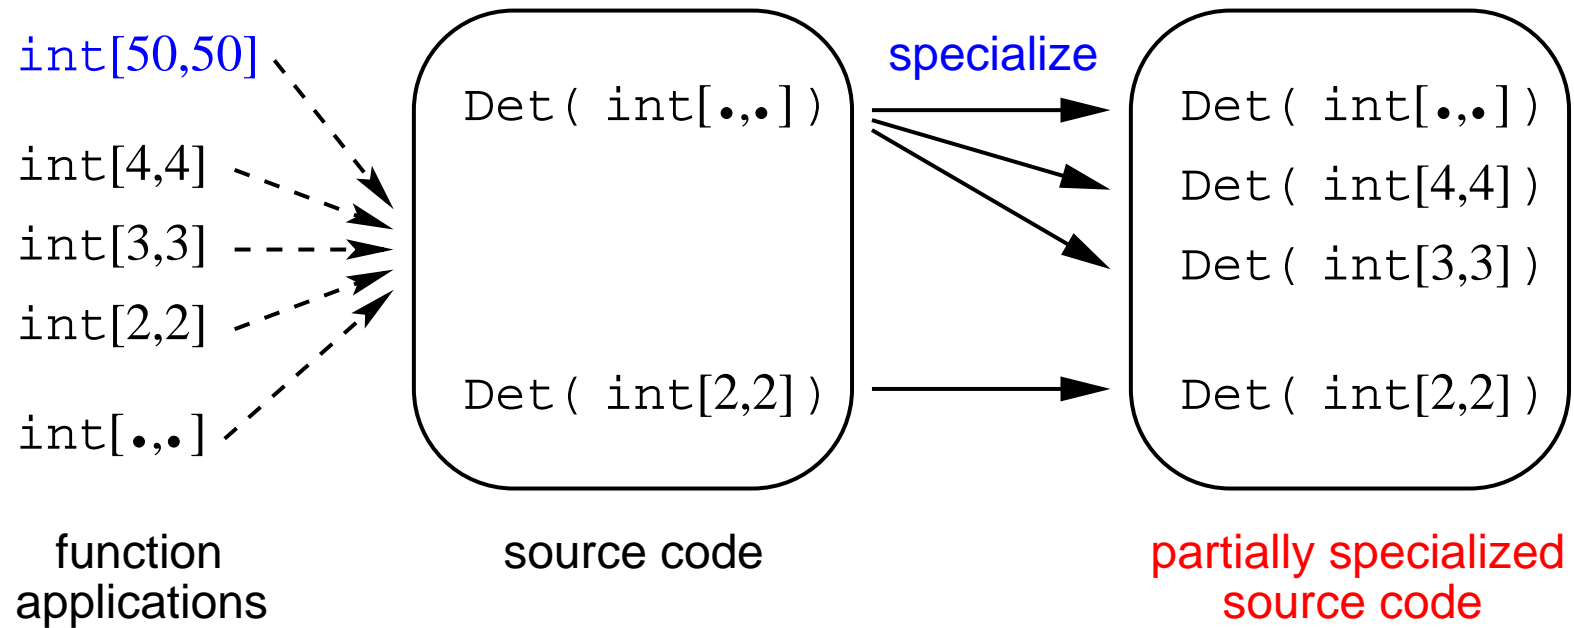 int[50,50]
int[4,4]
int[3,3]
int[2,2]
int[•,•]
function
applications
Det( int[•,•])
Det( int[2,2])
source code
specialize
Det( int[•,•])
Det( int[4,4])
Det( int[3,3])
Det( int[2,2])
partially specialized
source code